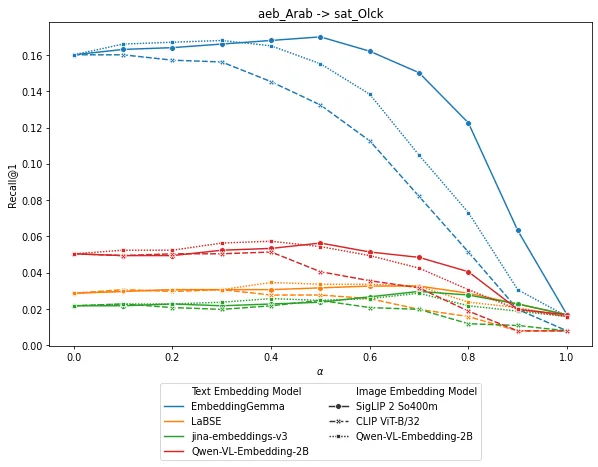 aeb_Arab -> sat_Olck
Recall@1
0.16
0.14
0.12
0.10
0.08
0.06
0.04
0.02
0.00
0.0
0.2
0.4
0.6
0.8
1.0
α
Text Embedding Model
EmbeddingGemma
LaBSE
jina-embeddings-v3
Qwen-VL-Embedding-2B
Image Embedding Model
SigLIP 2 So400m
CLIP ViT-B/32
Qwen-VL-Embedding-2B